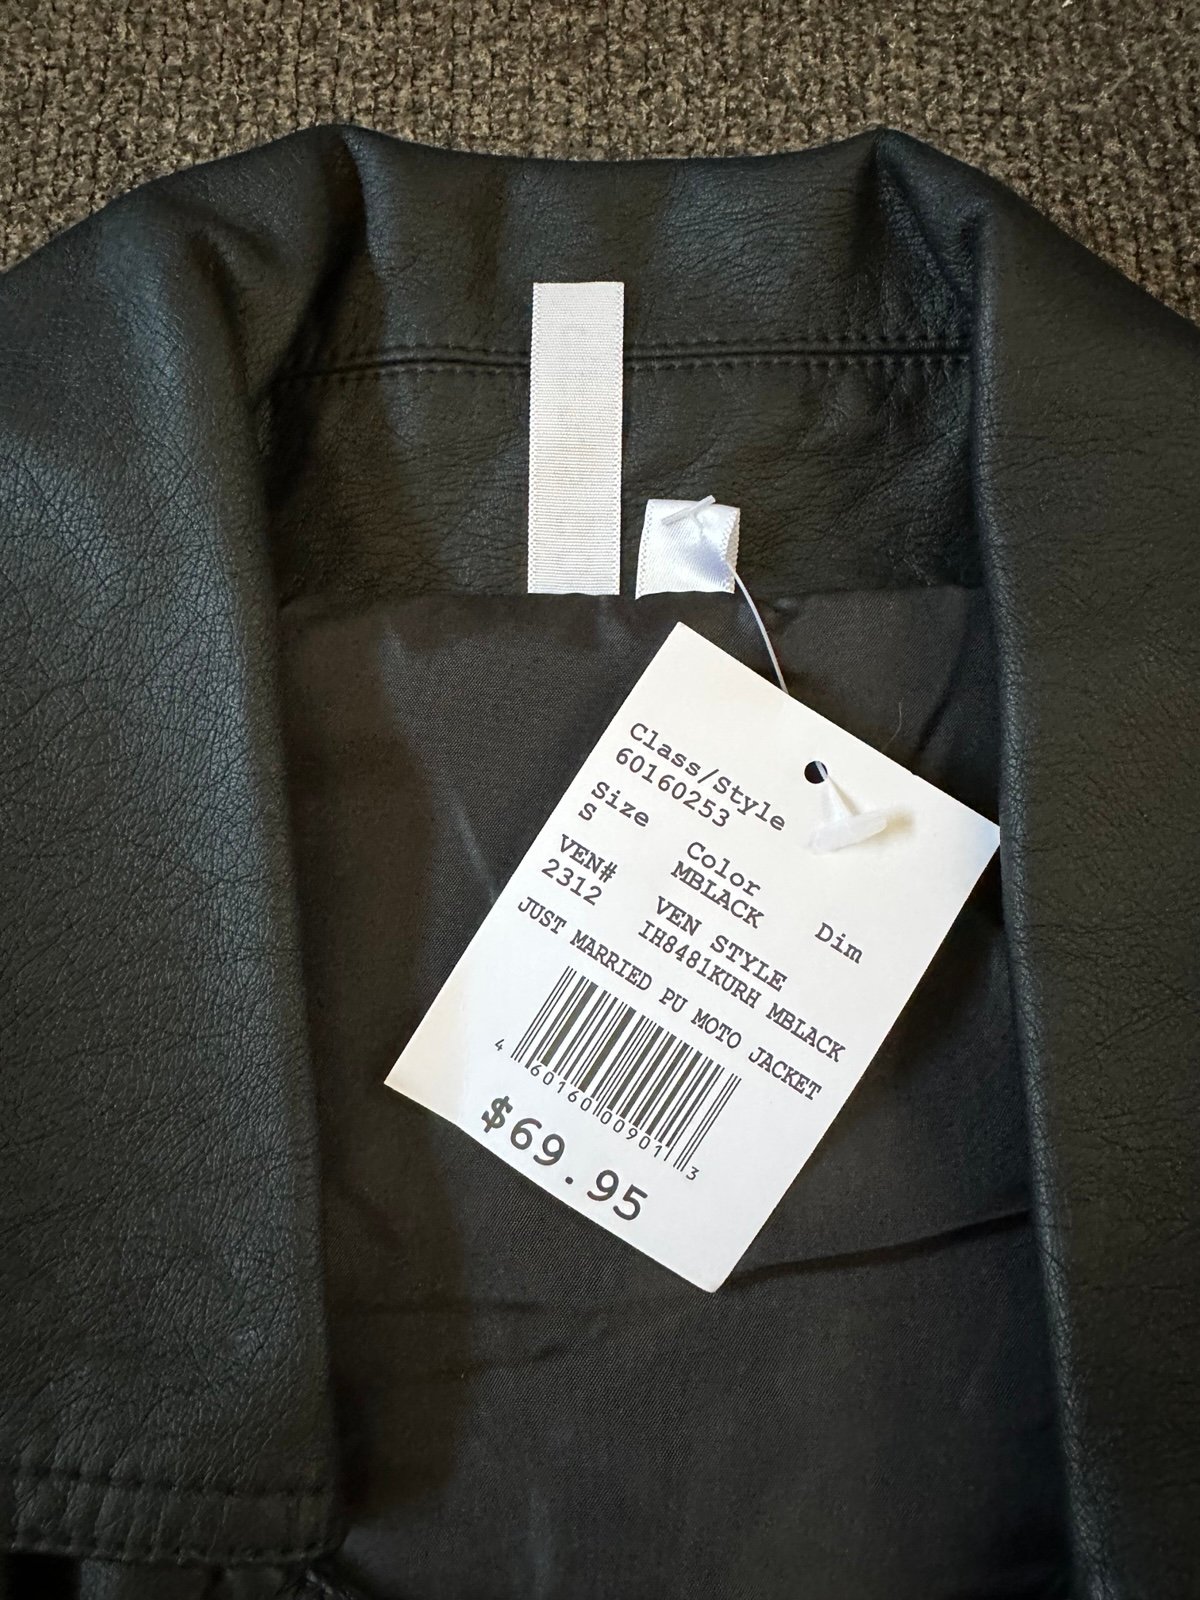 Class/Style
60160253
Size Color Dim
S MBLACK
VEN# VEN STYLE
2312 IH8481KURH MBLACK
JUST MARRIED PU MOTO JACKET
4 60160 00901 3
$69.95